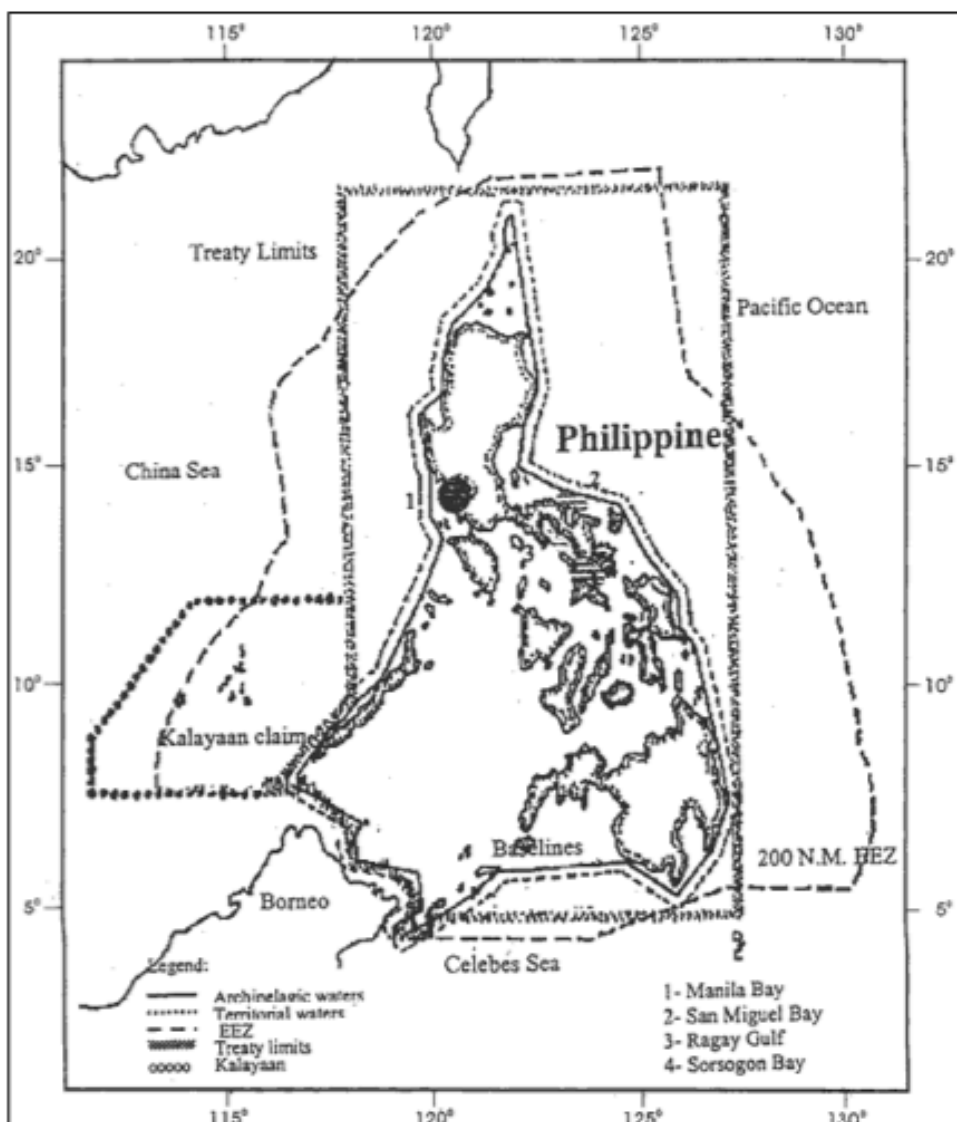 115° 120° 125° 130°
Treaty Limits
20° 20°
Pacific Ocean
Philippines
China Sea
15° 15°
1
2
10° 10°
Kalayaan claim
Baselines
200 N.M. EEZ
Borneo
5° 5°
Celebes Sea
Legend:
Archipelagic waters
Territorial waters
EEZ
Treaty limits
Kalayaan
1- Manila Bay
2- San Miguel Bay
3- Ragay Gulf
4- Sorsogon Bay
115° 120° 125° 130°